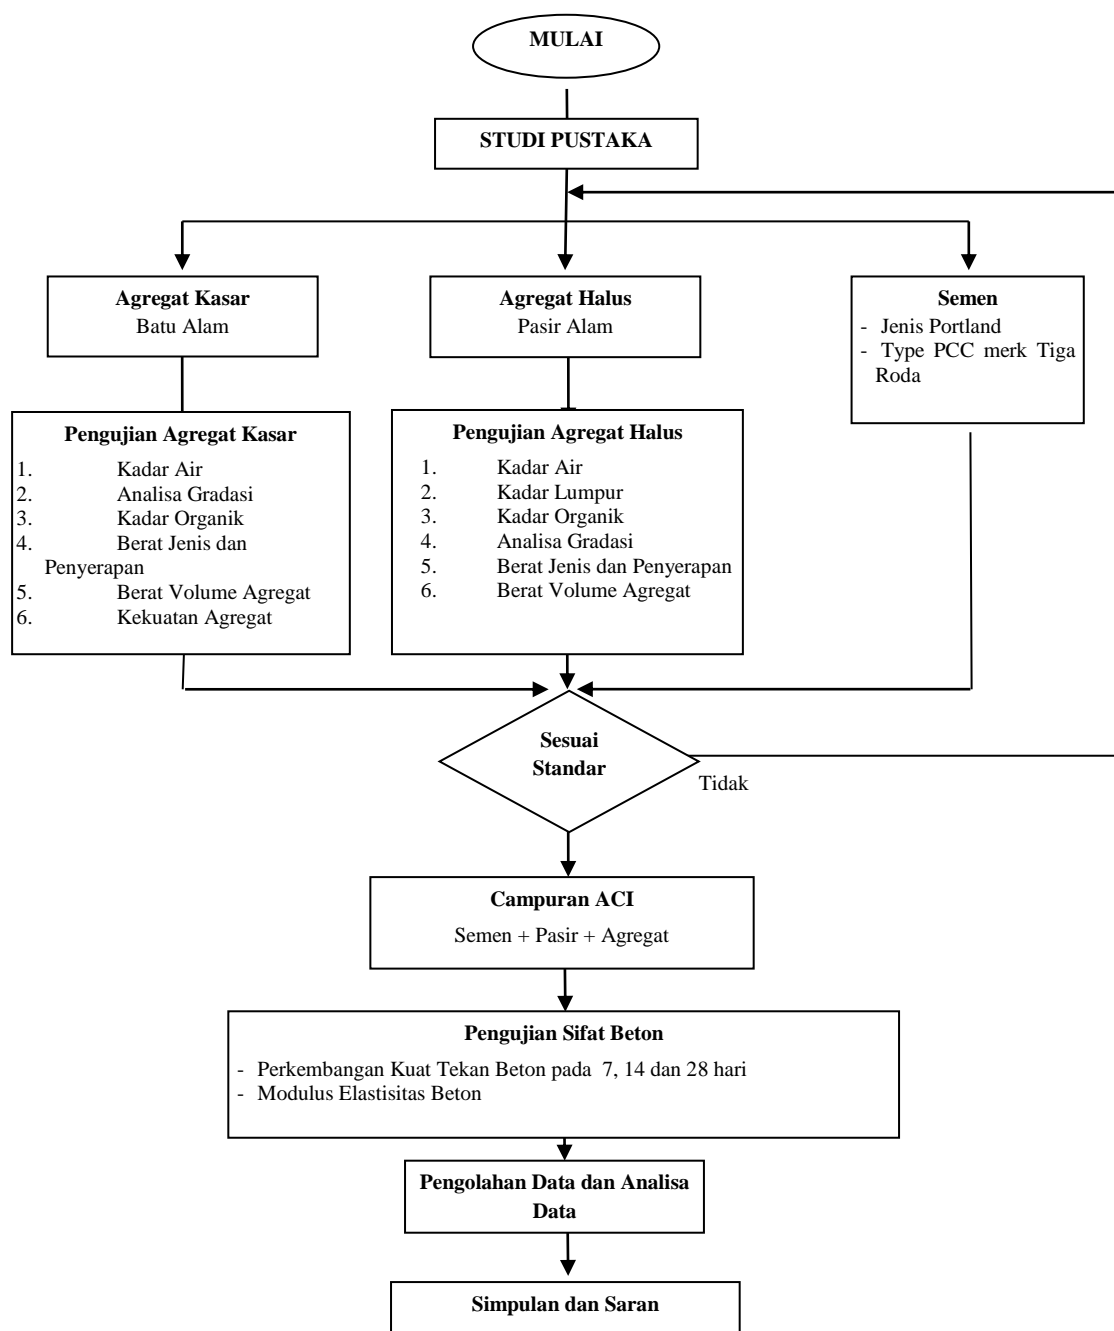 MULAI
STUDI PUSTAKA
Agregat Kasar
Batu Alam
Agregat Halus
Pasir Alam
Semen
- Jenis Portland
- Type PCC merk Tiga
Roda
Pengujian Agregat Kasar
1. Kadar Air
2. Analisa Gradasi
3. Kadar Organik
4. Berat Jenis dan
Penyerapan
5. Berat Volume Agregat
6. Kekuatan Agregat
Pengujian Agregat Halus
1. Kadar Air
2. Kadar Lumpur
3. Kadar Organik
4. Analisa Gradasi
5. Berat Jenis dan Penyerapan
6. Berat Volume Agregat
Sesuai
Standar
Tidak
Campuran ACI
Semen + Pasir + Agregat
Pengujian Sifat Beton
- Perkembangan Kuat Tekan Beton pada 7, 14 dan 28 hari
- Modulus Elastisitas Beton
Pengolahan Data dan Analisa
Data
Simpulan dan Saran